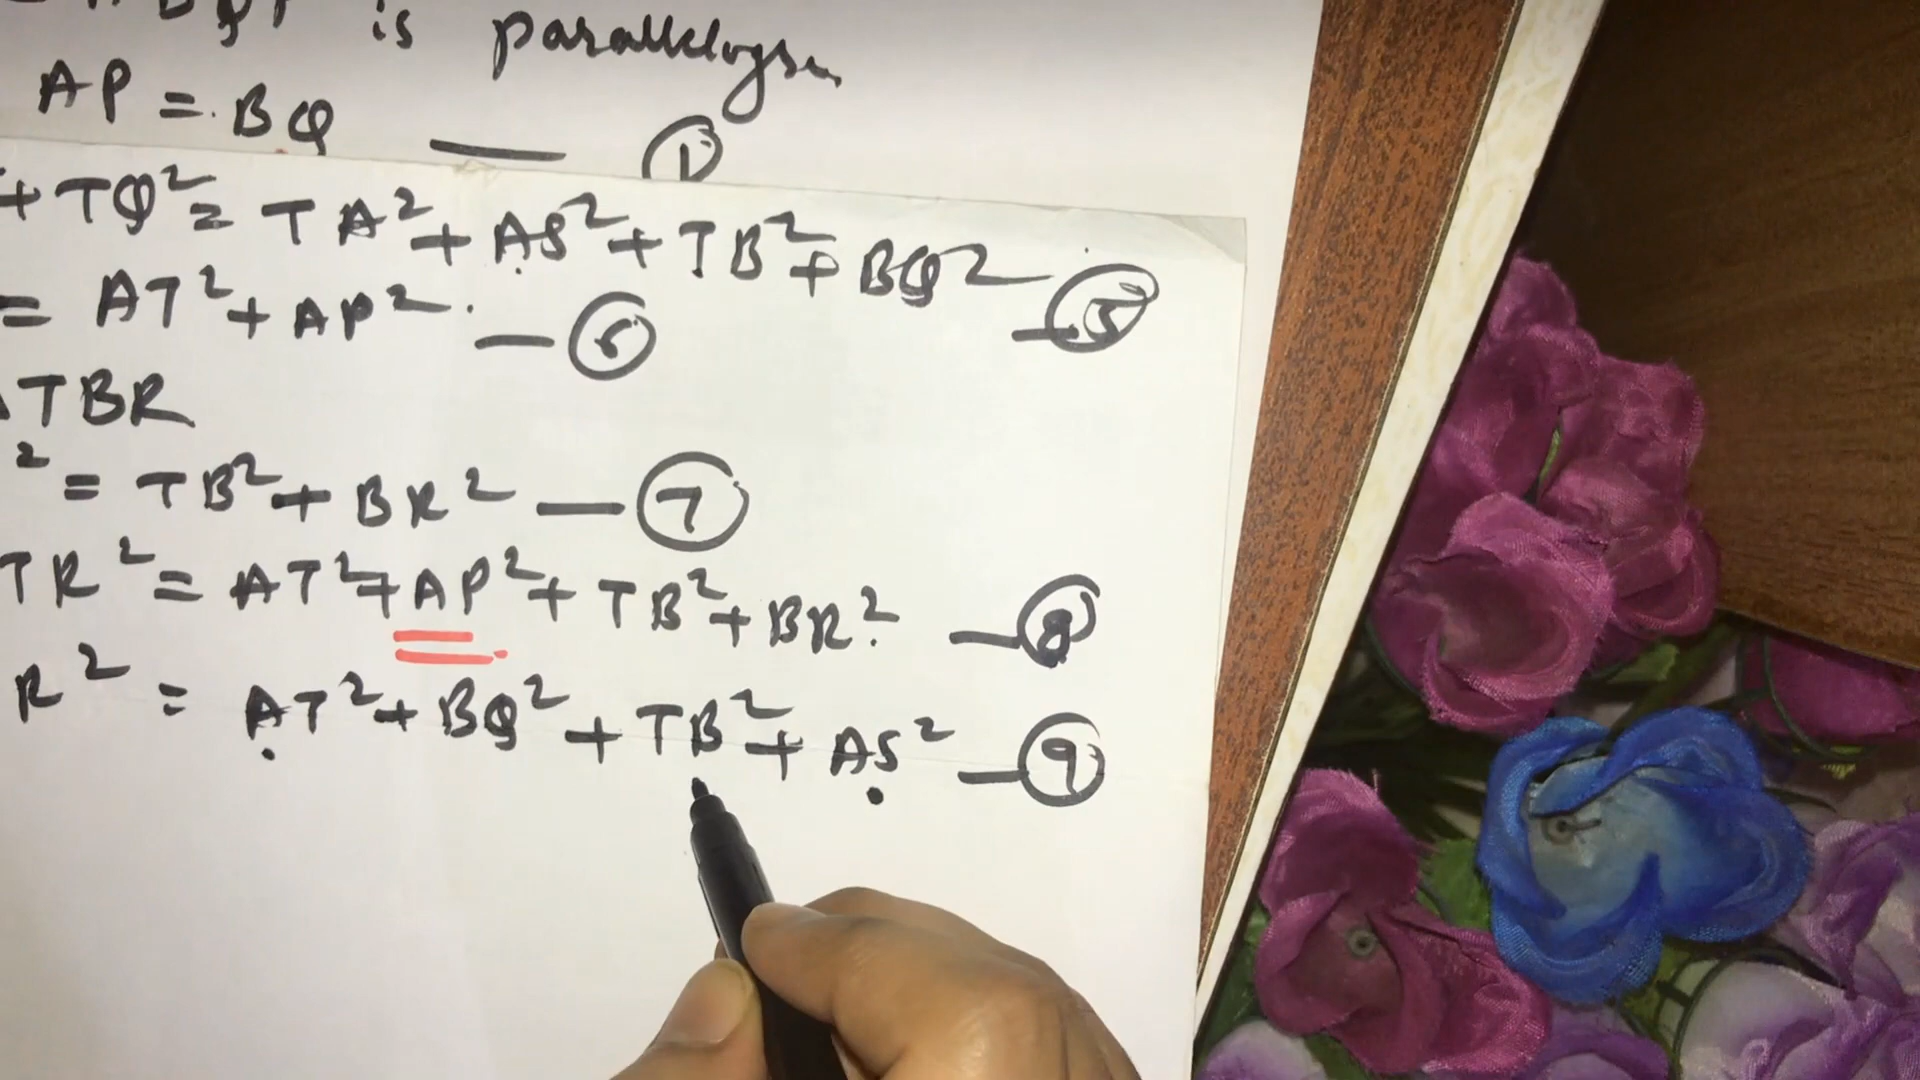 is parallelogram
AP = BQ — 1
+ TQ² = TA² + AS² + TB² + BQ² — 5
= AT² + AP² — 6
TBR
² = TB² + BR² — 7
TR² = AT² + AP² + TB² + BR² — 8
R² = AT² + BQ² + TB² + AS² — 9